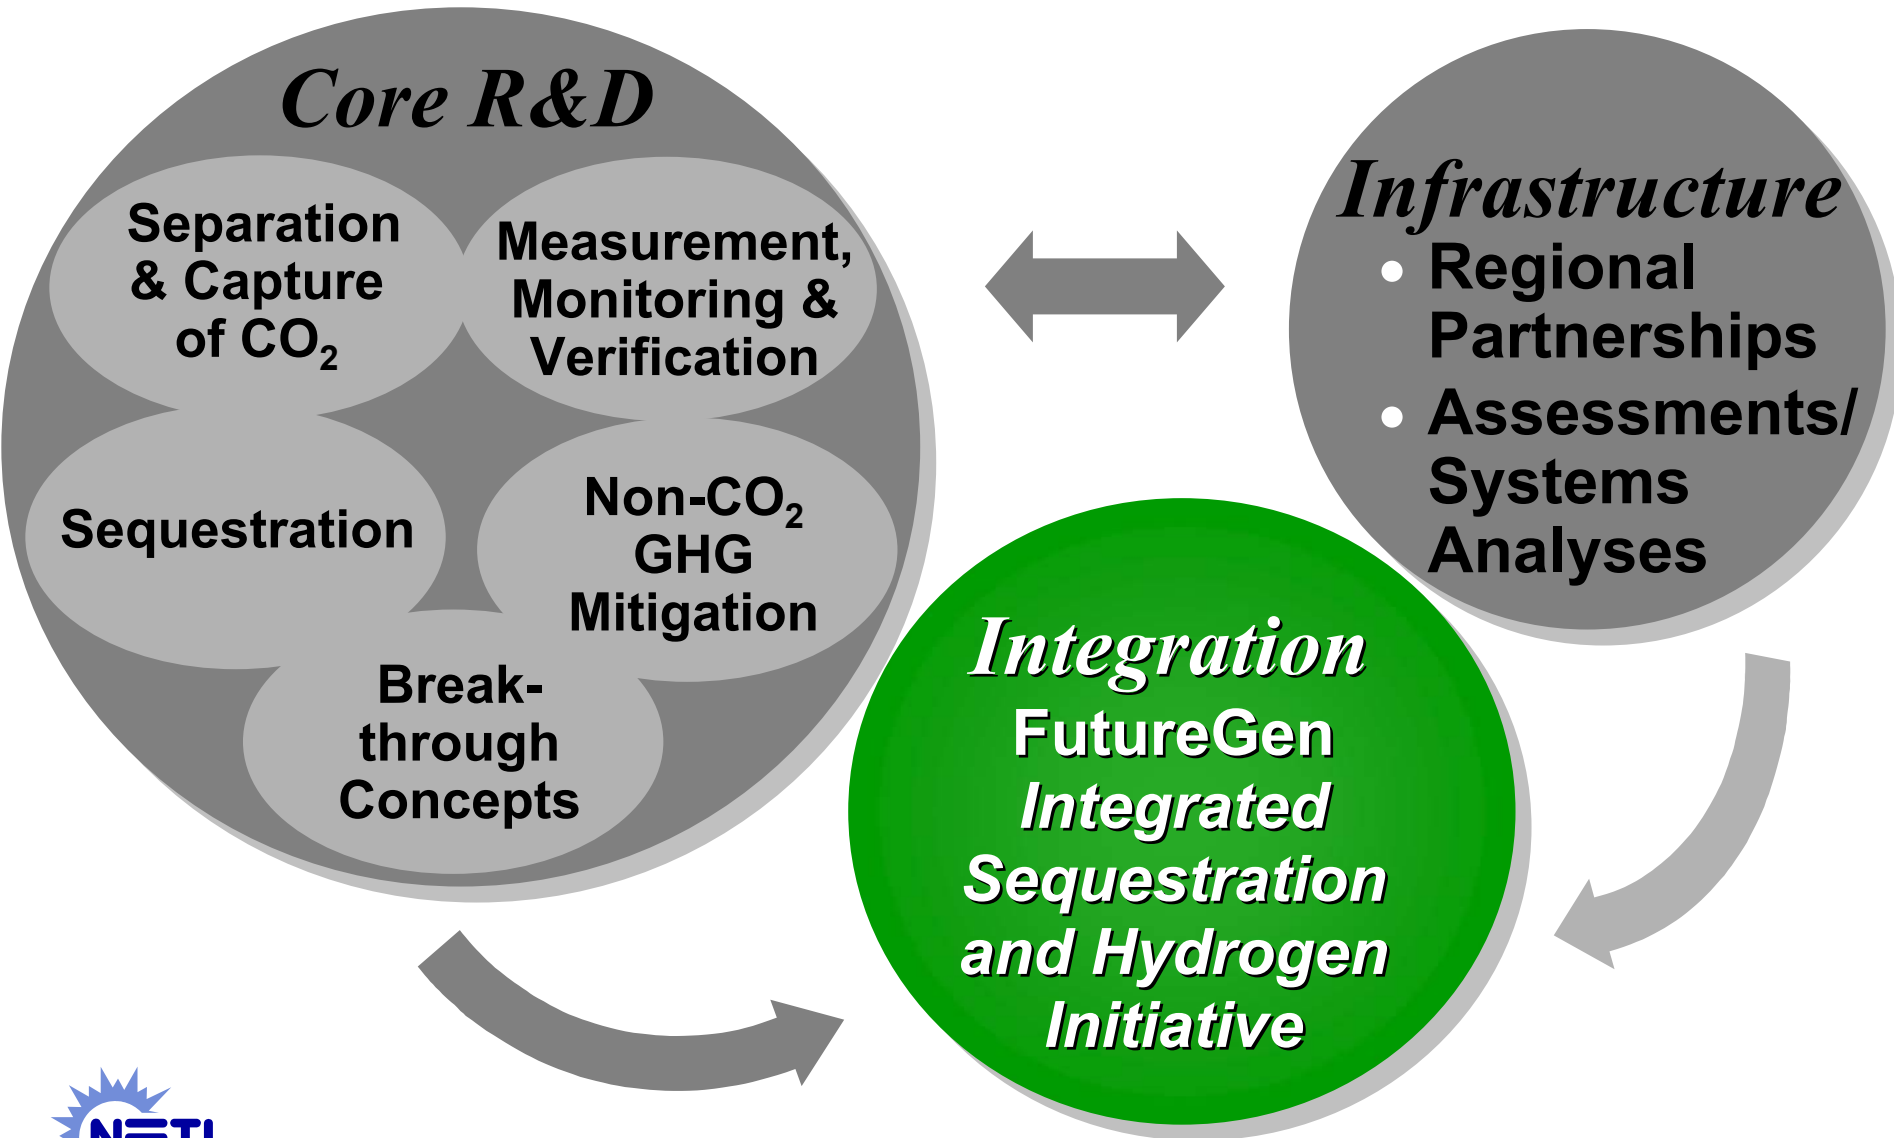 Core R&D
Separation
& Capture
of CO₂
Measurement,
Monitoring &
Verification
Sequestration
Non-CO₂
GHG
Mitigation
Break-
through
Concepts
Infrastructure
• Regional
Partnerships
• Assessments/
Systems
Analyses
Integration
FutureGen
Integrated
Sequestration
and Hydrogen
Initiative
NETL